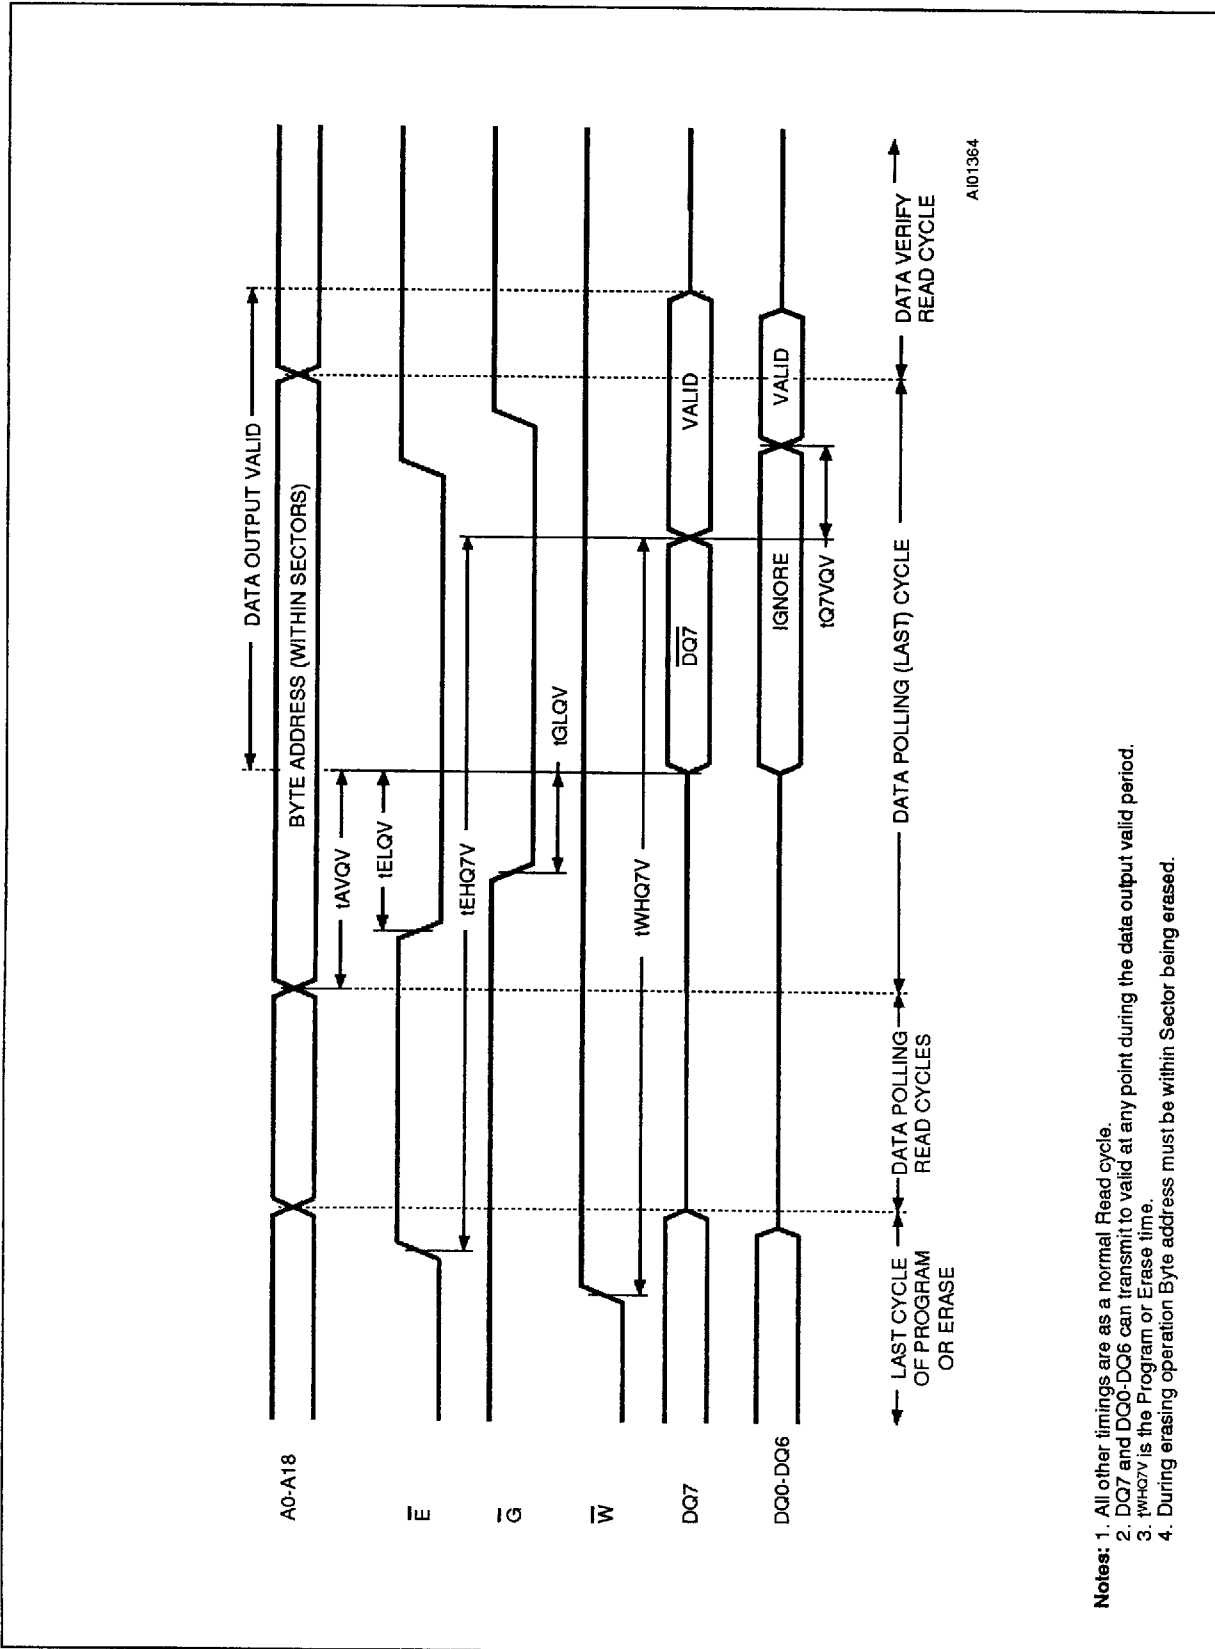 DATA OUTPUT VALID
A0-A18
BYTE ADDRESS (WITHIN SECTORS)
tAVQV
E
tELQV
tEHQ7V
G
tGLQV
W
tWHQ7V
DQ7
DQ7
VALID
DQ0-DQ6
IGNORE
VALID
tQ7VQV
LAST CYCLE
OF PROGRAM
OR ERASE
DATA POLLING
READ CYCLES
DATA POLLING (LAST) CYCLE
DATA VERIFY
READ CYCLE
AI01364
Notes: 1. All other timings are as a normal Read cycle.
2. DQ7 and DQ0-DQ6 can transmit to valid at any point during the data output valid period.
3. tWHQ7V is the Program or Erase time.
4. During erasing operation Byte address must be within Sector being erased.